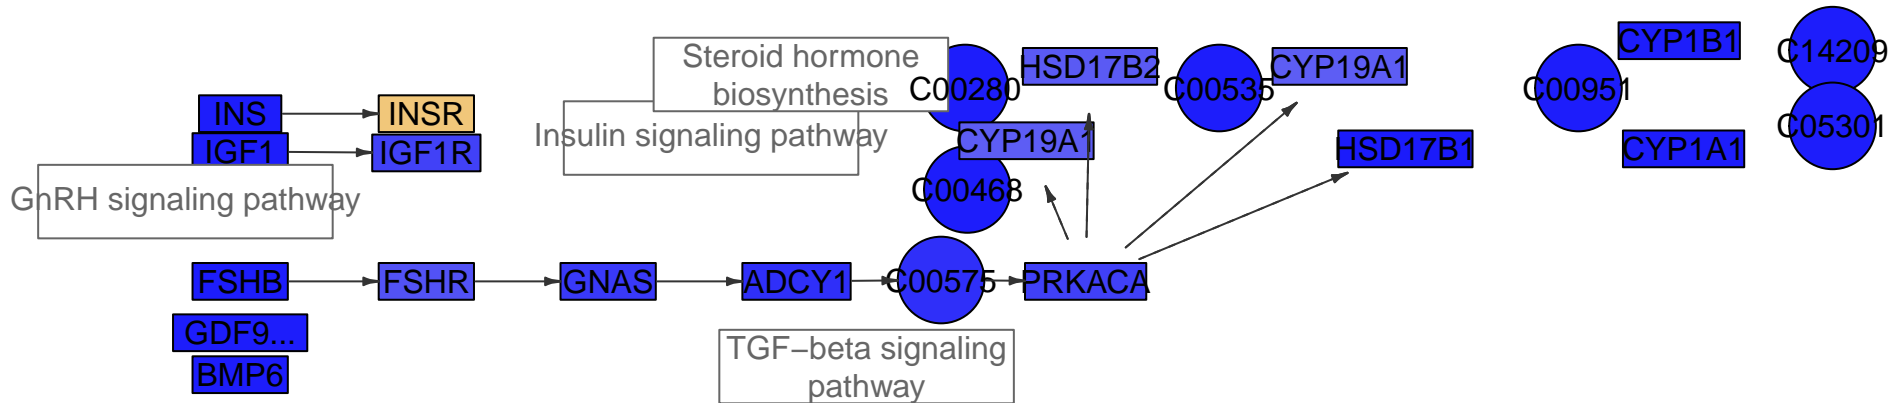 Steroid hormone
biosynthesis
C00280
HSD17B2
C00535
CYP19A1
C00951
CYP1B1
C14209
INS
INSR
Insulin signaling pathway
CYP19A1
C05301
IGF1
IGF1R
HSD17B1
CYP1A1
GnRH signaling pathway
C00468
FSHB
FSHR
GNAS
ADCY1
C00575
PRKACA
GDF9...
TGF−beta signaling
pathway
BMP6